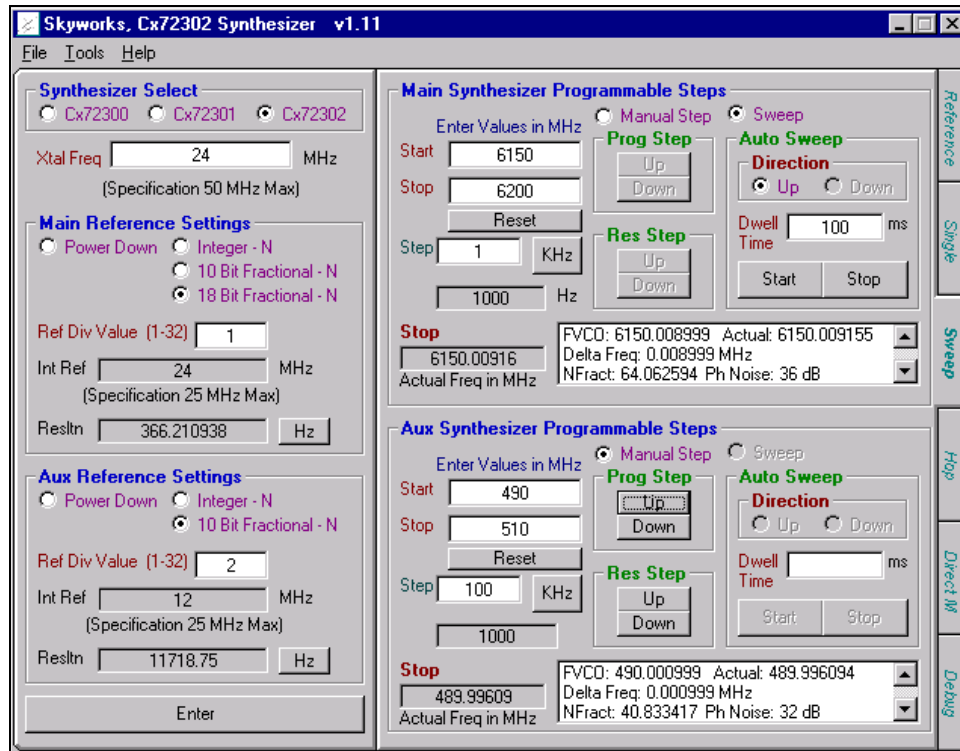 Skyworks, Cx72302 Synthesizer v1.11
File Tools Help
Synthesizer Select
Cx72300 Cx72301 Cx72302
Xtal Freq 24 MHz
(Specification 50 MHz Max)
Main Reference Settings
Power Down Integer - N
10 Bit Fractional - N
18 Bit Fractional - N
Ref Div Value (1-32) 1
Int Ref 24 MHz
(Specification 25 MHz Max)
Resltn 366.210938 Hz
Aux Reference Settings
Power Down Integer - N
10 Bit Fractional - N
Ref Div Value (1-32) 2
Int Ref 12 MHz
(Specification 25 MHz Max)
Resltn 11718.75 Hz
Enter
Main Synthesizer Programmable Steps
Enter Values in MHz
Manual Step Sweep
Start 6150
Stop 6200
Reset
Step 1 KHz
1000 Hz
Prog Step
Up
Down
Res Step
Up
Down
Auto Sweep
Direction
Up Down
Dwell Time 100 ms
Start Stop
Stop
6150.00916
Actual Freq in MHz
FVCO: 6150.008999 Actual: 6150.009155
Delta Freq: 0.008999 MHz
NFract: 64.062594 Ph Noise: 36 dB
Aux Synthesizer Programmable Steps
Enter Values in MHz
Manual Step Sweep
Start 490
Stop 510
Reset
Step 100 KHz
1000
Prog Step
Up
Down
Res Step
Up
Down
Auto Sweep
Direction
Up Down
Dwell Time ms
Start Stop
Stop
489.99609
Actual Freq in MHz
FVCO: 490.000999 Actual: 489.996094
Delta Freq: 0.000999 MHz
NFract: 40.833417 Ph Noise: 32 dB
Reference
Single
Sweep
Hop
Direct M
Debug